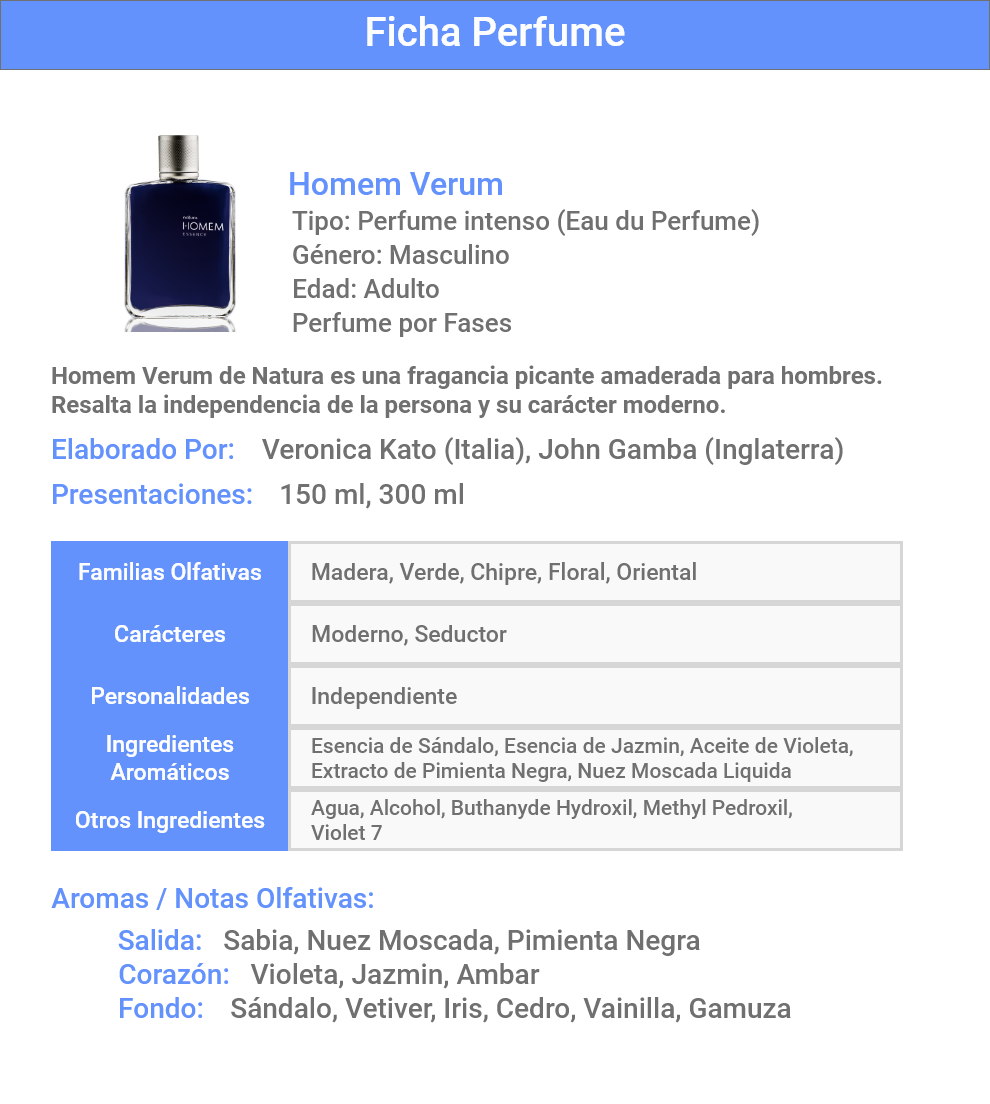 Ficha Perfume
natura
HOMEM
ESSENCE
Homem Verum
Tipo: Perfume intenso (Eau du Perfume)
Género: Masculino
Edad: Adulto
Perfume por Fases
Homem Verum de Natura es una fragancia picante amaderada para hombres.
Resalta la independencia de la persona y su carácter moderno.
Elaborado Por: Veronica Kato (Italia), John Gamba (Inglaterra)
Presentaciones: 150 ml, 300 ml
Familias Olfativas Madera, Verde, Chipre, Floral, Oriental
Carácteres Moderno, Seductor
Personalidades Independiente
Ingredientes
Aromáticos
Esencia de Sándalo, Esencia de Jazmin, Aceite de Violeta,
Extracto de Pimienta Negra, Nuez Moscada Liquida
Otros Ingredientes
Agua, Alcohol, Buthanyde Hydroxil, Methyl Pedroxil,
Violet 7
Aromas / Notas Olfativas:
Salida: Sabia, Nuez Moscada, Pimienta Negra
Corazón: Violeta, Jazmin, Ambar
Fondo: Sándalo, Vetiver, Iris, Cedro, Vainilla, Gamuza